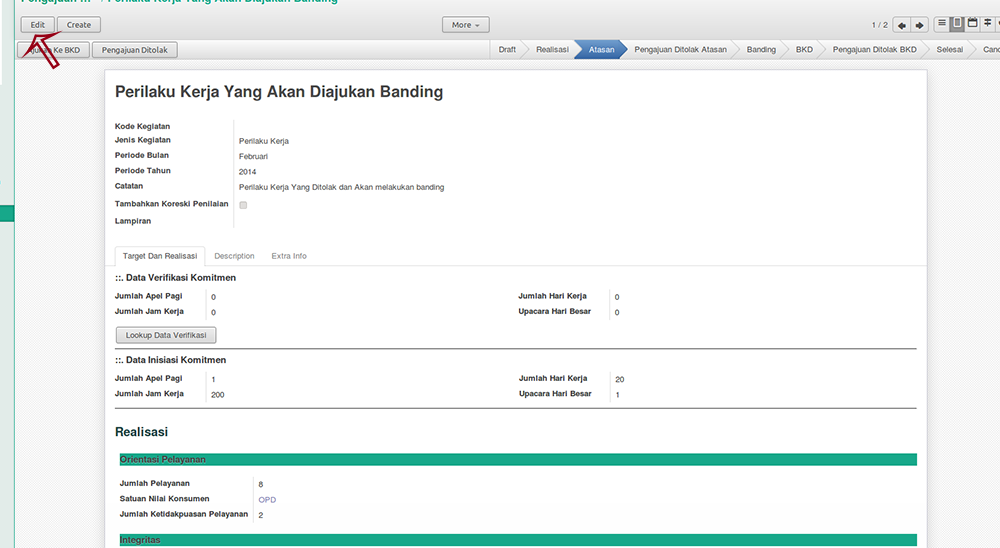 Perilaku Kerja Yang Akan Diajukan Banding
Edit Create More 1 / 2
Ke BKD Pengajuan Ditolak Draft Realisasi Atasan Pengajuan Ditolak Atasan Banding BKD Pengajuan Ditolak BKD Selesai
Perilaku Kerja Yang Akan Diajukan Banding
Kode Kegiatan
Jenis Kegiatan Perilaku Kerja
Periode Bulan Februari
Periode Tahun 2014
Catatan Perilaku Kerja Yang Ditolak dan Akan melakukan banding
Tambahkan Koreski Penilaian
Lampiran
Target Dan Realisasi Description Extra Info
::. Data Verifikasi Komitmen
Jumlah Apel Pagi 0 Jumlah Hari Kerja 0
Jumlah Jam Kerja 0 Upacara Hari Besar 0
Lookup Data Verifikasi
::. Data Inisiasi Komitmen
Jumlah Apel Pagi 1 Jumlah Hari Kerja 20
Jumlah Jam Kerja 200 Upacara Hari Besar 1
Realisasi
Orientasi Pelayanan
Jumlah Pelayanan 8
Satuan Nilai Konsumen OPD
Jumlah Ketidakpuasan Pelayanan 2
Integritas